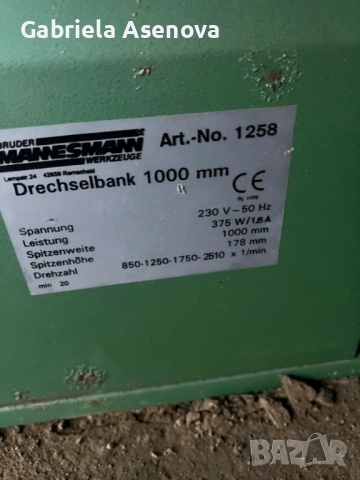 Gabriela Asenova
BRUDER
MANNESMANN
WERKZEUGE
Art.-No. 1258
Lempstr. 24 42859 Remscheid
Drechselbank 1000 mm
CE
Bj. 1996
Spannung 230 V – 50 Hz
Leistung 375 W/1.6A
Spitzenweite 1000 mm
Spitzenhöhe 178 mm
Drehzahl 850-1250-1750-2510 x 1/min
min 20
BAZAR